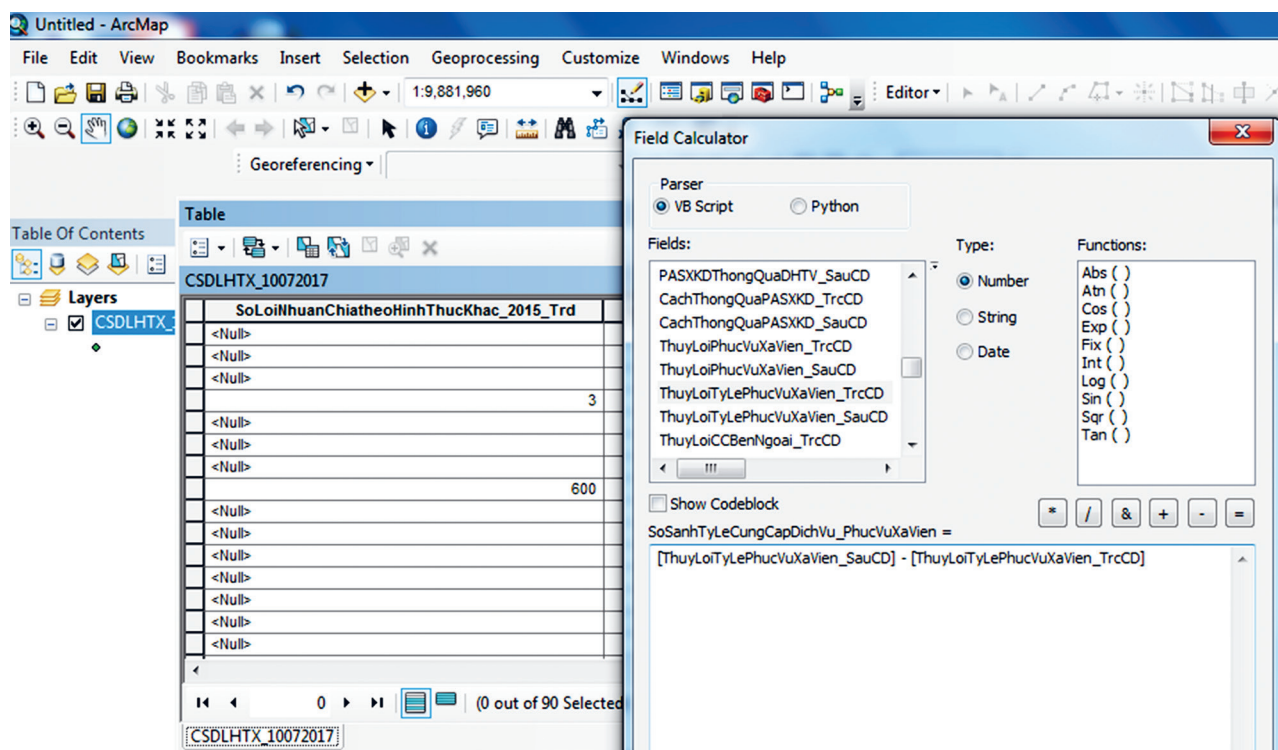 Untitled - ArcMap
File Edit View Bookmarks Insert Selection Geoprocessing Customize Windows Help
1:9,881,960
Editor
Georeferencing
Table Of Contents
Layers
CSDLHTX_
Table
CSDLHTX_10072017
SoLoiNhuanChiatheoHinhThucKhac_2015_Trd
<Null>
<Null>
<Null>
3
<Null>
<Null>
<Null>
600
<Null>
<Null>
<Null>
<Null>
<Null>
<Null>
<Null>
0
(0 out of 90 Selected
CSDLHTX_10072017
Field Calculator
Parser
VB Script Python
Fields:
PASXKDThongQuaDHTV_SauCD
CachThongQuaPASXKD_TrcCD
CachThongQuaPASXKD_SauCD
ThuyLoiPhucVuXaVien_TrcCD
ThuyLoiPhucVuXaVien_SauCD
ThuyLoiTyLePhucVuXaVien_TrcCD
ThuyLoiTyLePhucVuXaVien_SauCD
ThuyLoiCCBenNgoai_TrcCD
Type:
Number
String
Date
Functions:
Abs ( )
Atn ( )
Cos ( )
Exp ( )
Fix ( )
Int ( )
Log ( )
Sin ( )
Sqr ( )
Tan ( )
Show Codeblock
* / & + - =
SoSanhTyLeCungCapDichVu_PhucVuXaVien =
[ThuyLoiTyLePhucVuXaVien_SauCD] - [ThuyLoiTyLePhucVuXaVien_TrcCD]